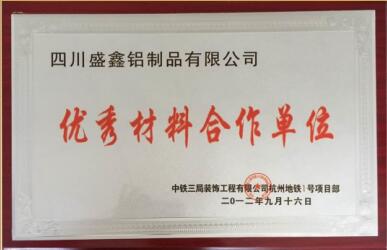 四川盛鑫铝制品有限公司
优秀材料合作单位
中铁三局装饰工程有限公司杭州地铁1号项目部
二〇一二年九月十六日